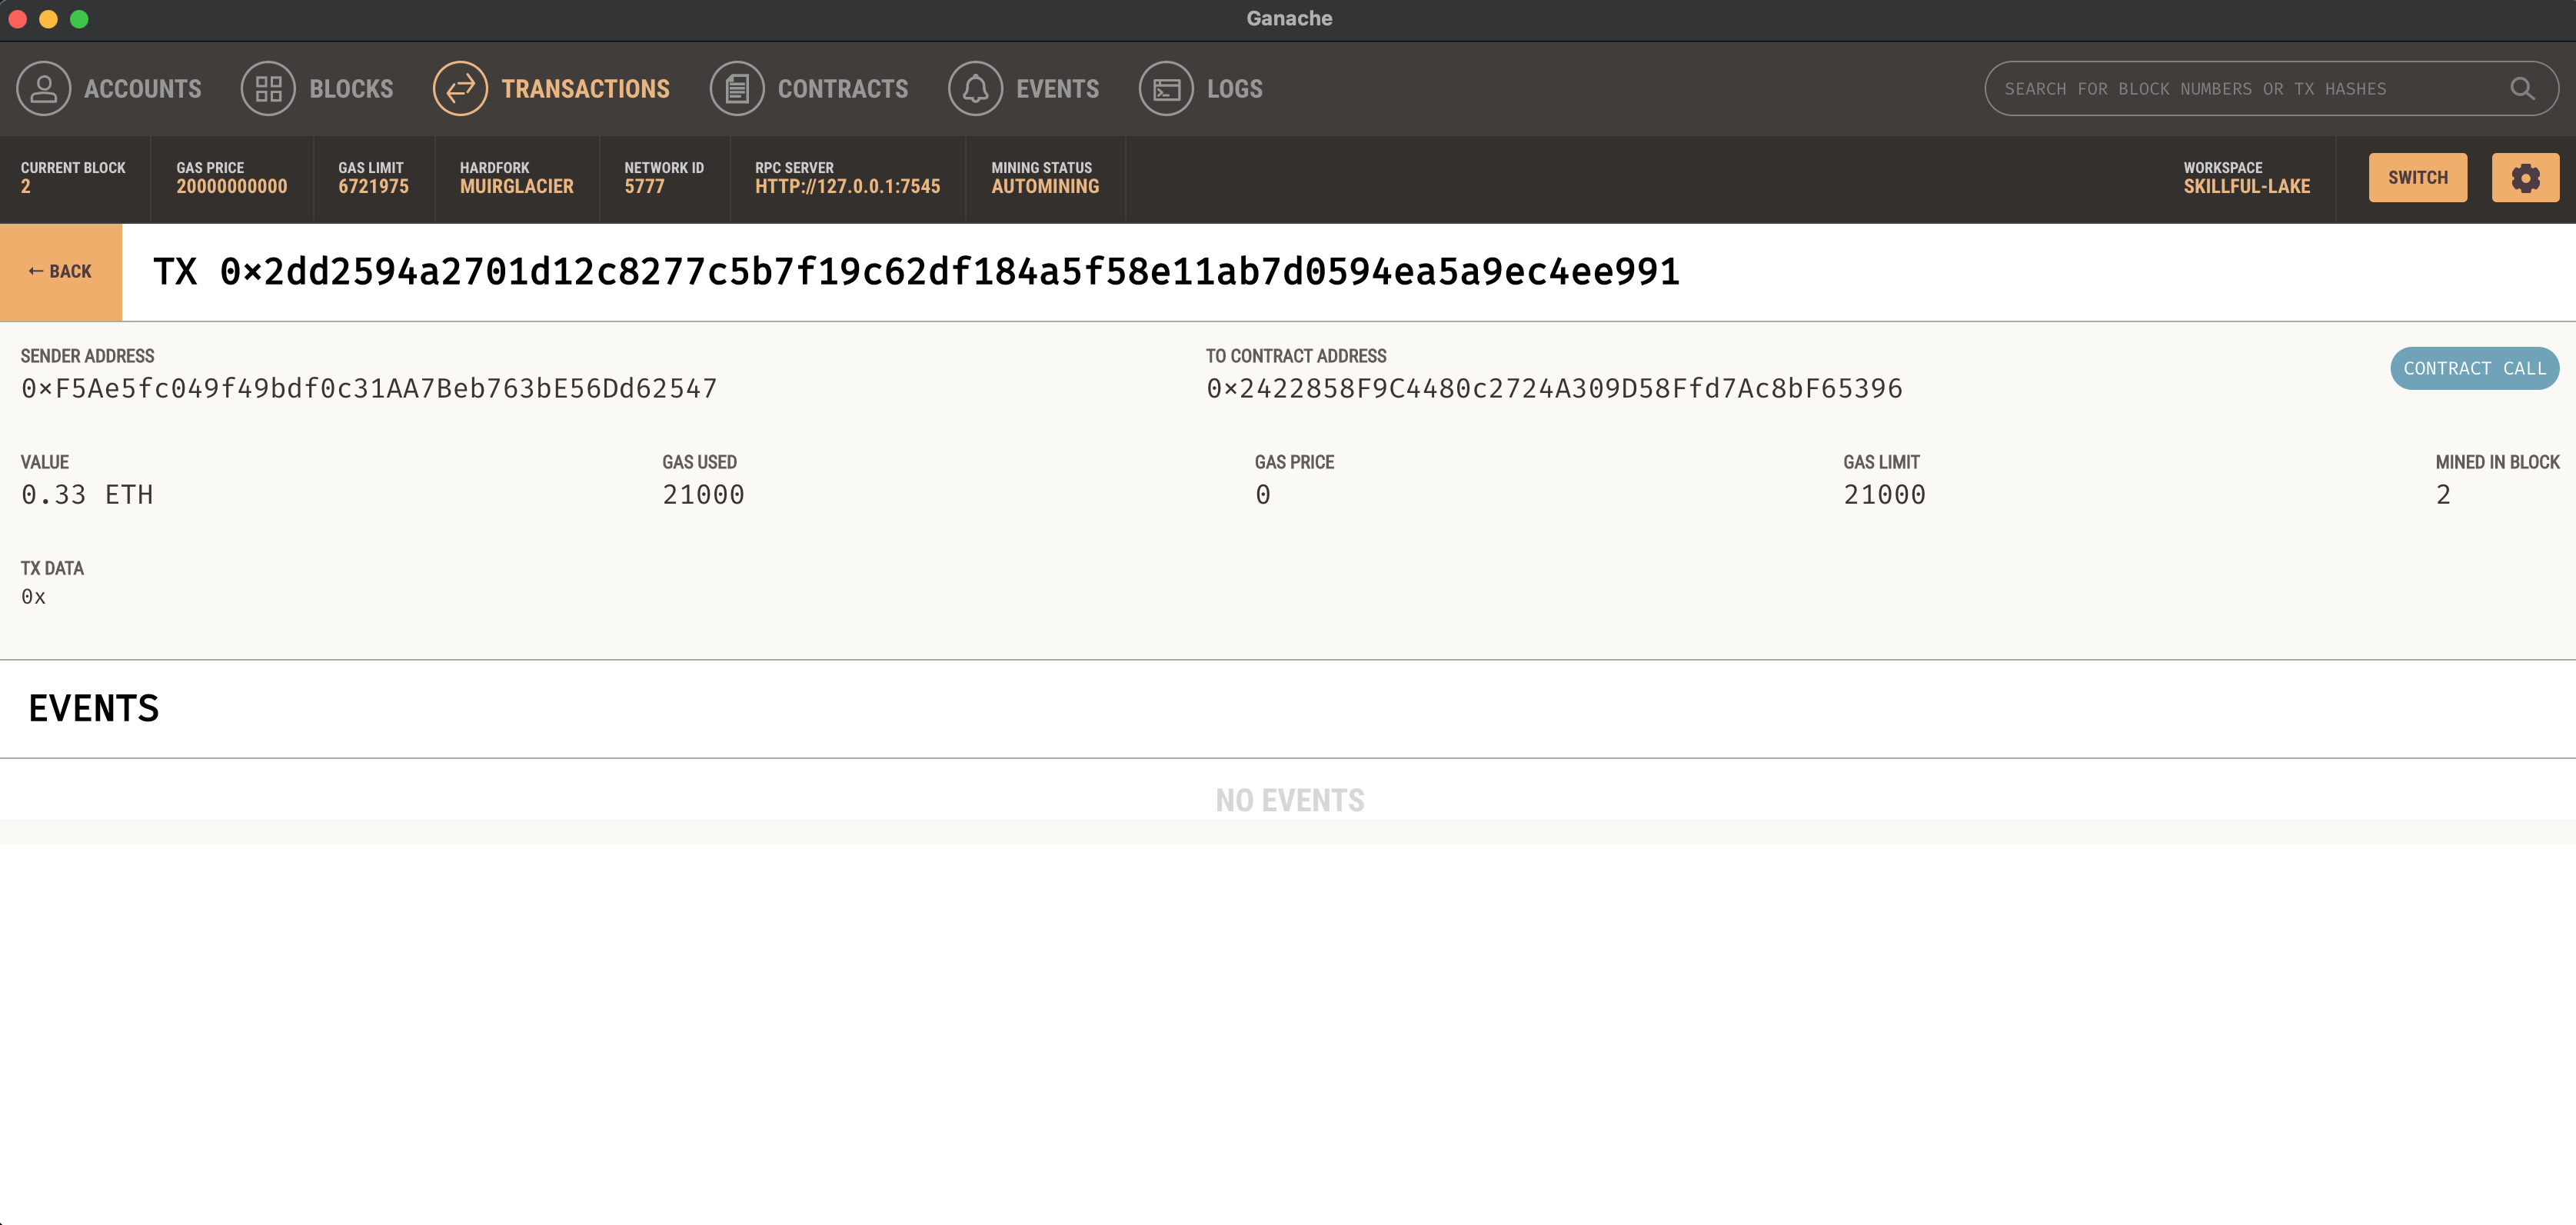 Ganache
ACCOUNTS BLOCKS TRANSACTIONS CONTRACTS EVENTS LOGS SEARCH FOR BLOCK NUMBERS OR TX HASHES
CURRENT BLOCK GAS PRICE GAS LIMIT HARDFORK NETWORK ID RPC SERVER MINING STATUS WORKSPACE
2 20000000000 6721975 MUIRGLACIER 5777 HTTP://127.0.0.1:7545 AUTOMINING SKILLFUL-LAKE SWITCH
← BACK TX 0×2dd2594a2701d12c8277c5b7f19c62df184a5f58e11ab7d0594ea5a9ec4ee991
SENDER ADDRESS TO CONTRACT ADDRESS
0×F5Ae5fc049f49bdf0c31AA7Beb763bE56Dd62547 0×2422858F9C4480c2724A309D58Ffd7Ac8bF65396 CONTRACT CALL
VALUE GAS USED GAS PRICE GAS LIMIT MINED IN BLOCK
0.33 ETH 21000 0 21000 2
TX DATA
0x
EVENTS
NO EVENTS